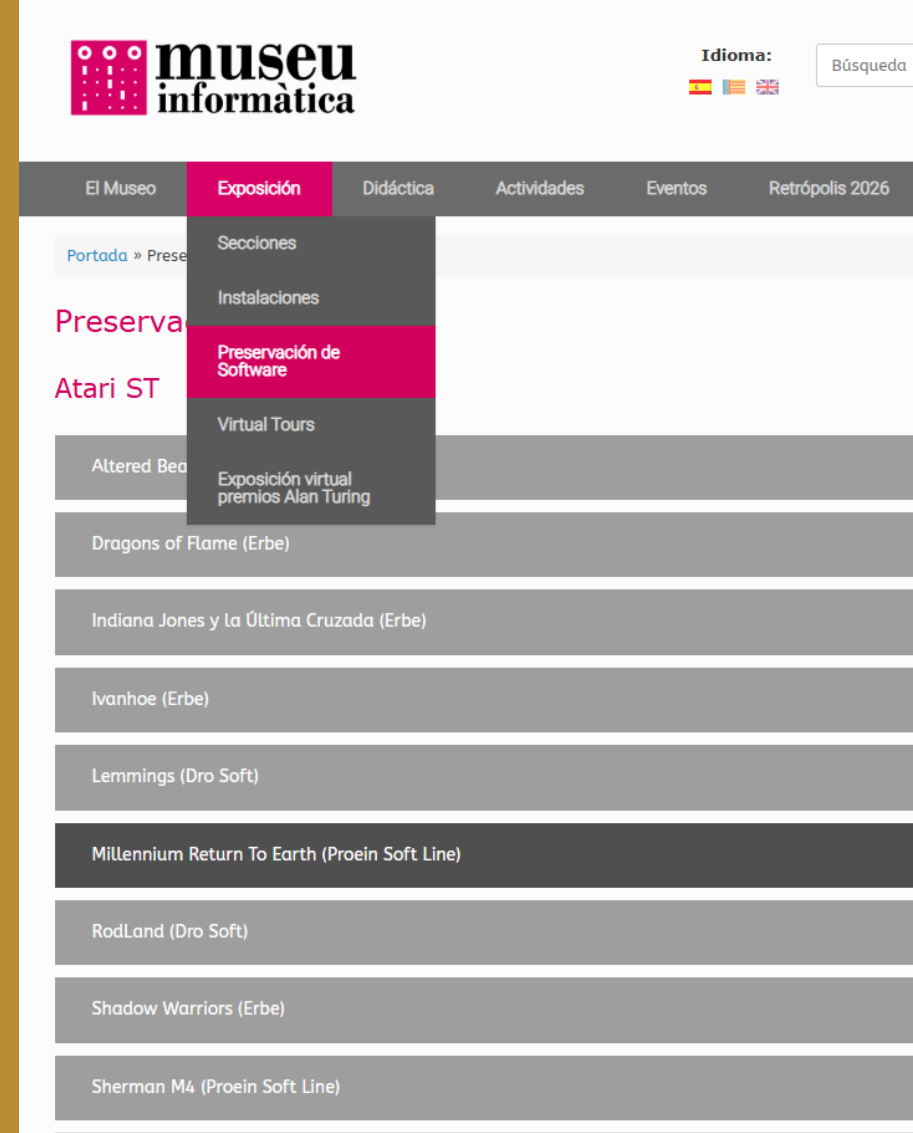 museu
informàtica
Idioma:
Búsqueda
El Museo Exposición Didáctica Actividades Eventos Retrópolis 2026
Secciones
Portada » Prese
Instalaciones
Preserva
Preservación de
Software
Atari ST
Virtual Tours
Altered Bea
Exposición virtual
premios Alan Turing
Dragons of Flame (Erbe)
Indiana Jones y la Última Cruzada (Erbe)
Ivanhoe (Erbe)
Lemmings (Dro Soft)
Millennium Return To Earth (Proein Soft Line)
RodLand (Dro Soft)
Shadow Warriors (Erbe)
Sherman M4 (Proein Soft Line)